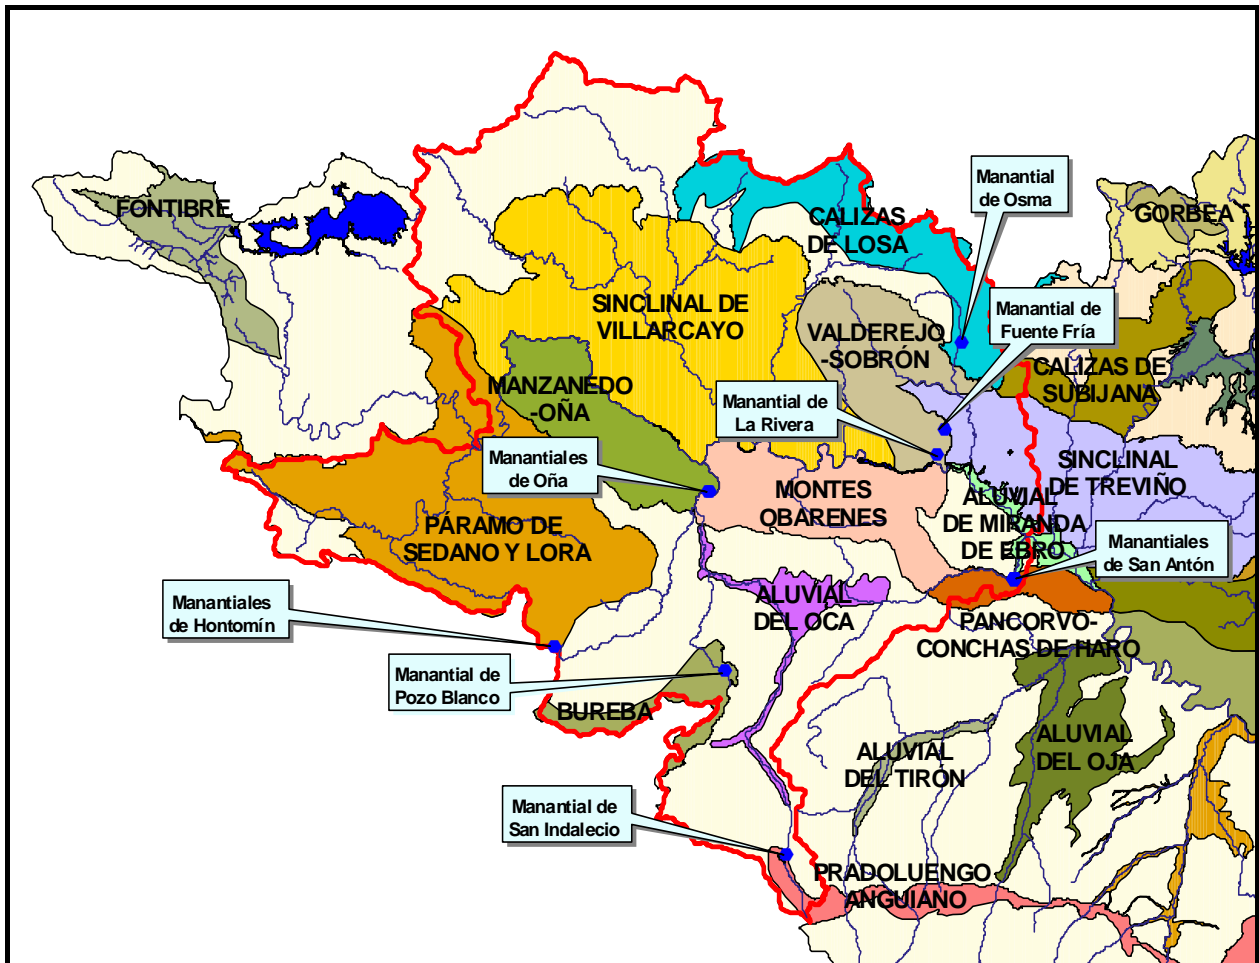 Manantial
de Osma
FONTIBRE
GORBEA
CALIZAS
DE LOSA
SINCLINAL DE
VILLARCAYO
Manantial de
Fuente Fría
VALDEREJO
-SOBRÓN
CALIZAS DE
SUBIJANA
MANZANEDO
-OÑA
Manantial de
La Rivera
Manantiales
de Oña
SINCLINAL
DE TREVIÑO
MONTES
OBARENES
ALUVIAL
DE MIRANDA
DE EBRO
PÁRAMO DE
SEDANO Y LORA
Manantiales
de San Antón
Manantiales
de Hontomín
ALUVIAL
DEL OCA
PANCORVO-
CONCHAS DE HARO
Manantial de
Pozo Blanco
BUREBA
ALUVIAL
DEL TIRÓN
ALUVIAL
DEL OJA
Manantial de
San Indalecio
PRADOLUENGO
ANGUIANO